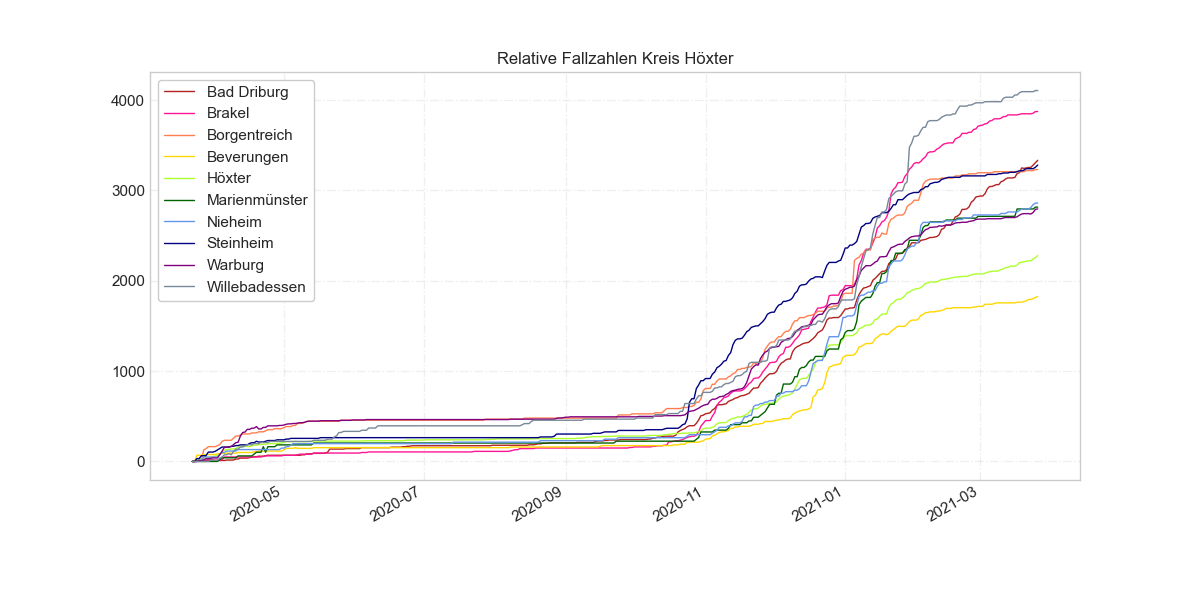 Relative Fallzahlen Kreis Höxter
Bad Driburg
Brakel
Borgentreich
Beverungen
Höxter
Marienmünster
Nieheim
Steinheim
Warburg
Willebadessen
4000
3000
2000
1000
0
2020-05
2020-07
2020-09
2020-11
2021-01
2021-03